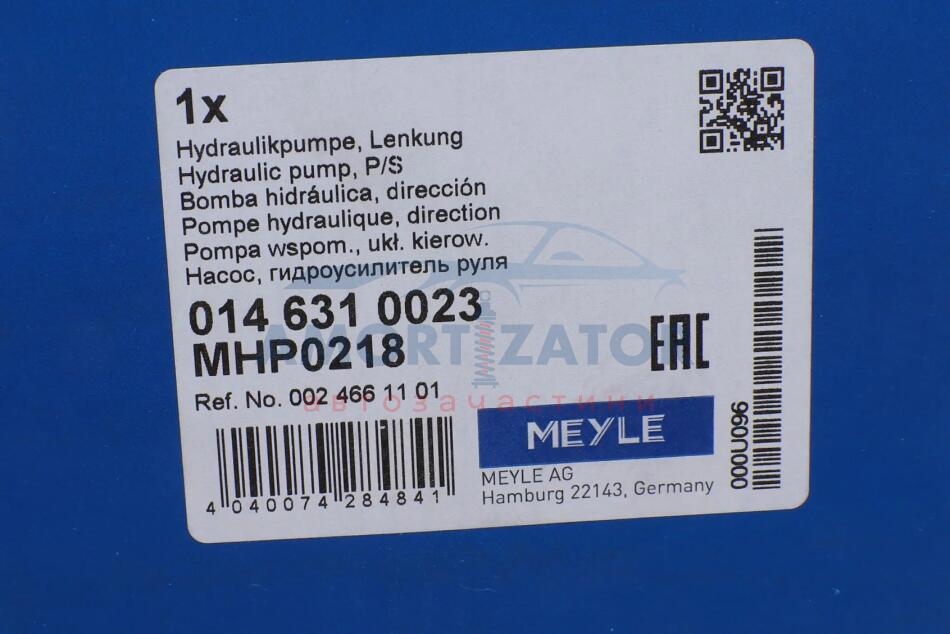 1x
Hydraulikpumpe, Lenkung
Hydraulic pump, P/S
Bomba hidráulica, dirección
Pompe hydraulique, direction
Pompa wspom., ukł. kierow.
Насос, гидроусилитель руля
014 631 0023
MHP0218
Ref. No. 002 466 11 01
AMORTIZATOR
автозачастини
EAC
4 040074 284841
MEYLE
MEYLE AG
Hamburg 22143, Germany
000U096